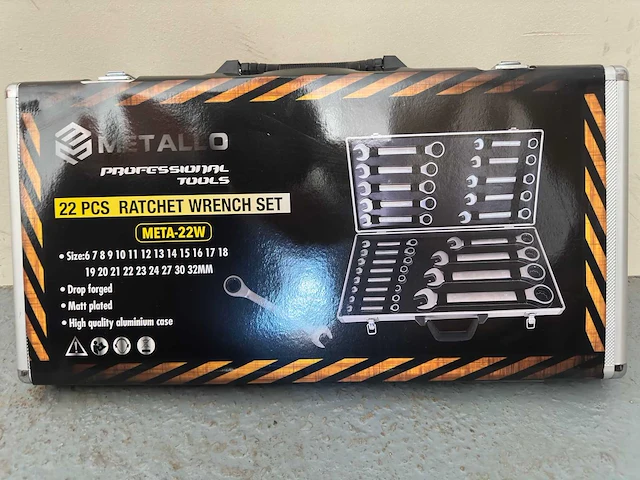 METALLO
PROFESSIONAL
TOOLS
22 PCS RATCHET WRENCH SET
META-22W
• Size:6 7 8 9 10 11 12 13 14 15 16 17 18
19 20 21 22 23 24 27 30 32MM
• Drop forged
• Matt plated
• High quality aluminium case